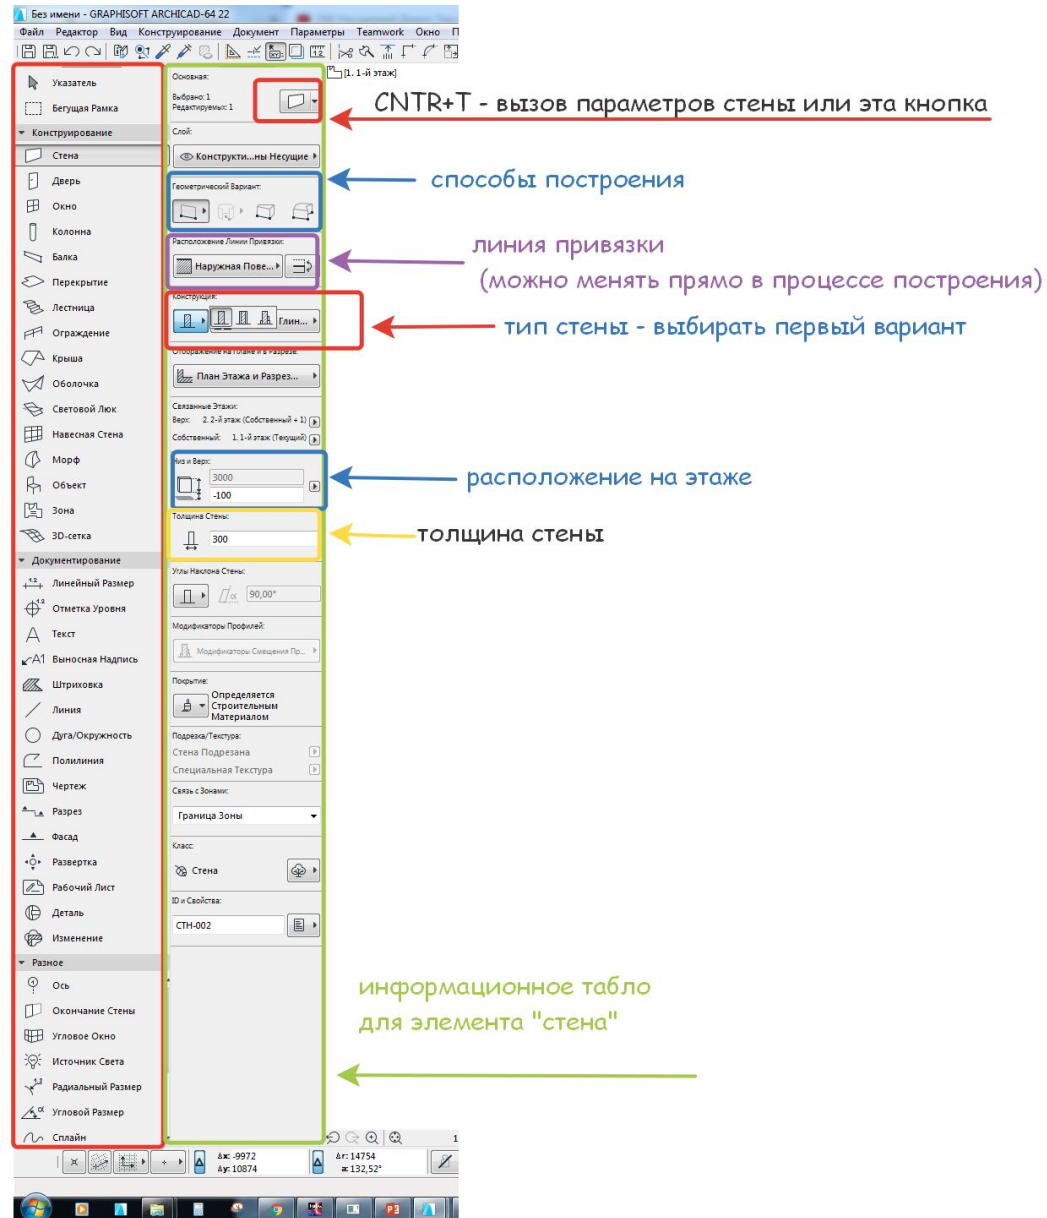 Без имени - GRAPHISOFT ARCHICAD-64 22
Файл Редактор Вид Конструирование Документ Параметры Teamwork Окно П
Указатель
Бегущая Рамка
Конструирование
Стена
Дверь
Окно
Колонна
Балка
Перекрытие
Лестница
Ограждение
Крыша
Оболочка
Световой Люк
Навесная Стена
Морф
Объект
Зона
3D-сетка
Документирование
Линейный Размер
Отметка Уровня
Текст
Выносная Надпись
Штриховка
Линия
Дуга/Окружность
Полилиния
Чертеж
Разрез
Фасад
Развертка
Рабочий Лист
Деталь
Изменение
Разное
Ось
Окончание Стены
Угловое Окно
Источник Света
Радиальный Размер
Угловой Размер
Сплайн
Основная:
Выбрано: 1
Редактируемых: 1
Слой:
Конструкти...ны Несущие
Геометрический Вариант:
Расположение Линии Привязки:
Наружная Пове...
Конструкция:
Глин...
Отображение на Плане и в Разрезе:
План Этажа и Разрез...
Связанные Этажи:
Верх: 2. 2-й этаж (Собственный + 1)
Собственный: 1. 1-й этаж (Текущий)
Низ и Верх:
3000
-100
Толщина Стены:
300
Углы Наклона Стены:
α 90,00°
Модификаторы Профилей:
Модификаторы Смещения Пр...
Покрытие:
Определяется
Строительным
Материалом
Подрезка/Текстура:
Стена Подрезана
Специальная Текстура
Связь с Зонами:
Граница Зоны
Класс:
Стена
ID и Свойства:
СТН-002
[1. 1-й этаж]
CNTR+T - вызов параметров стены или эта кнопка
способы построения
линия привязки
(можно менять прямо в процессе построения)
тип стены - выбирать первый вариант
расположение на этаже
толщина стены
информационное табло
для элемента "стена"
Δx: -9972
Δy: 10874
Δr: 14754
α: 132,52°